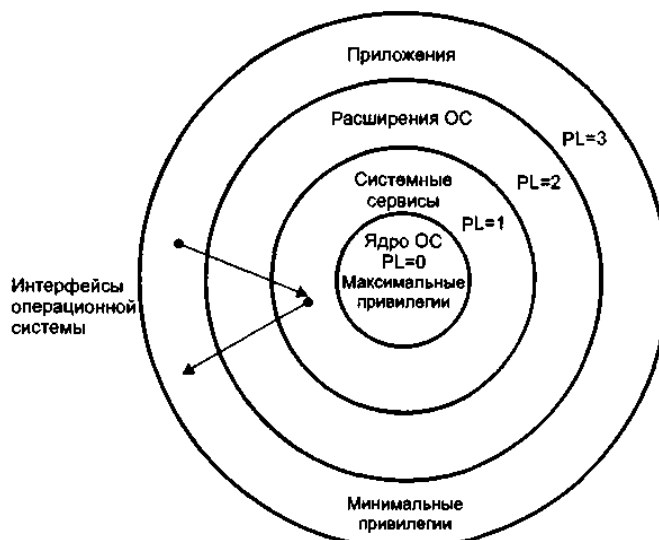 Приложения
Расширения ОС
PL=3
Системные
сервисы
PL=2
PL=1
Ядро ОС
PL=0
Максимальные
привилегии
Интерфейсы
операционной
системы
Минимальные
привилегии